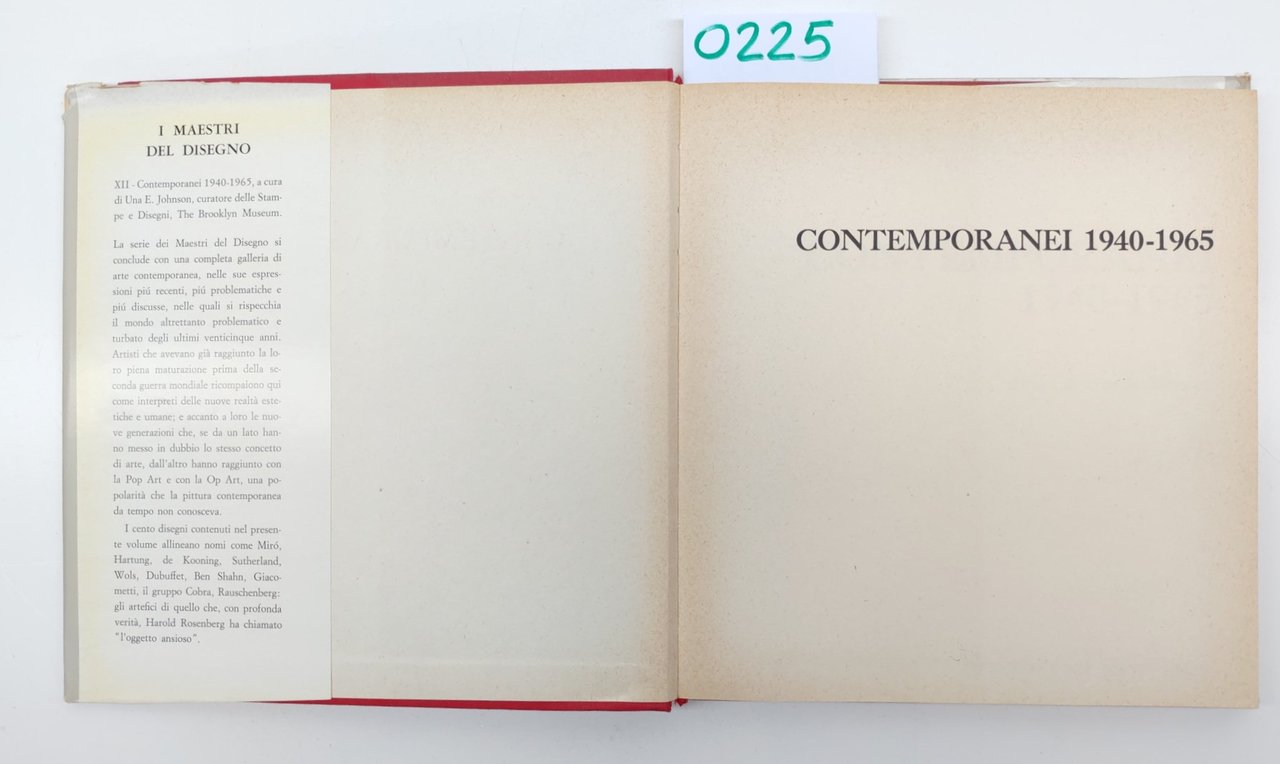 0225
I MAESTRI
DEL DISEGNO
XII - Contemporanei 1940-1965, a cura
di Una E. Johnson, curatore delle Stam-
pe e Disegni, The Brooklyn Museum.
La serie dei Maestri del Disegno si
conclude con una completa galleria di
arte contemporanea, nelle sue espres-
sioni piú recenti, piú problematiche e
piú discusse, nelle quali si rispecchia
il mondo altrettanto problematico e
turbato degli ultimi venticinque anni.
Artisti che avevano già raggiunto la lo-
ro piena maturazione prima della se-
conda guerra mondiale ricompaiono qui
come interpreti delle nuove realtà este-
tiche e umane; e accanto a loro le nuo-
ve generazioni che, se da un lato han-
no messo in dubbio lo stesso concetto
di arte, dall'altro hanno raggiunto con
la Pop Art e con la Op Art, una po-
polarità che la pittura contemporanea
da tempo non conosceva.
I cento disegni contenuti nel presen-
te volume allineano nomi come Miró,
Hartung, de Kooning, Sutherland,
Wols, Dubuffet, Ben Shahn, Giaco-
metti, il gruppo Cobra, Rauschenberg:
gli artefici di quello che, con profonda
verità, Harold Rosenberg ha chiamato
"l'oggetto ansioso".
CONTEMPORANEI 1940-1965